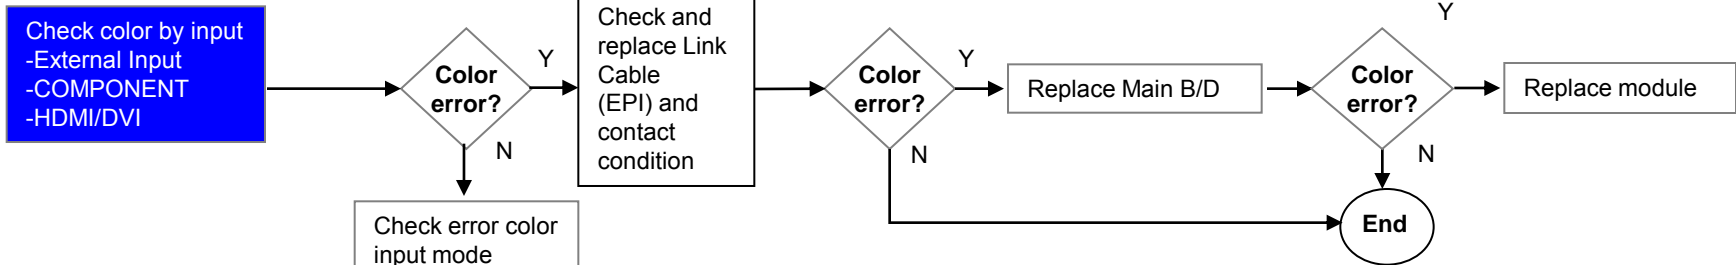 Check color by input
-External Input
-COMPONENT
-HDMI/DVI
Color
error?
Y
N
Check error color
input mode
Check and
replace Link
Cable
(EPI) and
contact
condition
Color
error?
Y
N
Replace Main B/D
Color
error?
Y
N
Replace module
End